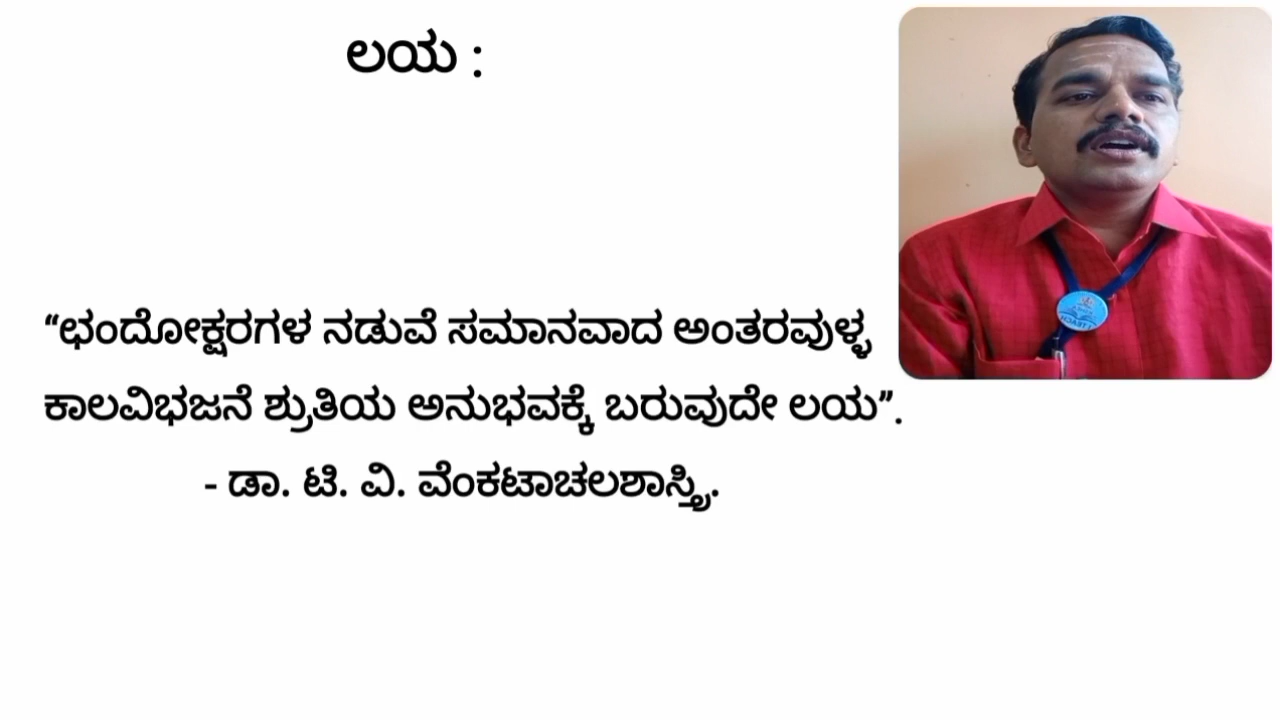 ಲಯ :
“ಛಂದೋಕ್ಷರಗಳ ನಡುವೆ ಸಮಾನವಾದ ಅಂತರವುಳ್ಳ
ಕಾಲವಿಭಜನೆ ಶ್ರುತಿಯ ಅನುಭವಕ್ಕೆ ಬರುವುದೇ ಲಯ”.
- ಡಾ. ಟಿ. ವಿ. ವೆಂಕಟಾಚಲಶಾಸ್ತ್ರಿ.